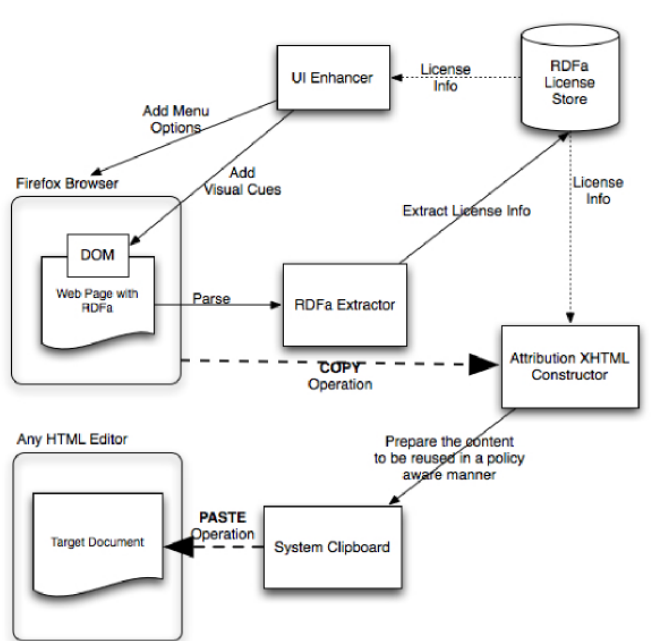 UI Enhancer
License
Info
RDFa
License
Store
Add Menu
Options
Add
Visual Cues
Firefox Browser
License
Info
Extract License Info
DOM
Web Page with
RDFa
Parse
RDFa Extractor
COPY
Operation
Attribution XHTML
Constructor
Any HTML Editor
Prepare the content
to be reused in a policy
aware manner
PASTE
Operation
Target Document
System Clipboard